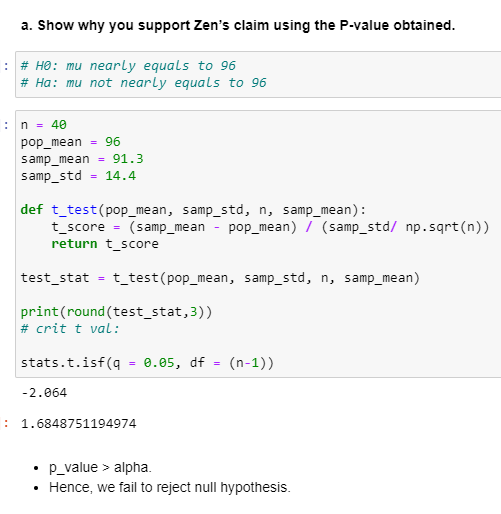 a. Show why you support Zen's claim using the P-value obtained.
: # H0: mu nearly equals to 96
# Ha: mu not nearly equals to 96
: n = 40
pop_mean = 96
samp_mean = 91.3
samp_std = 14.4
def t_test(pop_mean, samp_std, n, samp_mean):
    t_score = (samp_mean - pop_mean) / (samp_std/ np.sqrt(n))
    return t_score
test_stat = t_test(pop_mean, samp_std, n, samp_mean)
print(round(test_stat,3))
# crit t val:
stats.t.isf(q = 0.05, df = (n-1))
-2.064
: 1.6848751194974
• p_value > alpha.
• Hence, we fail to reject null hypothesis.